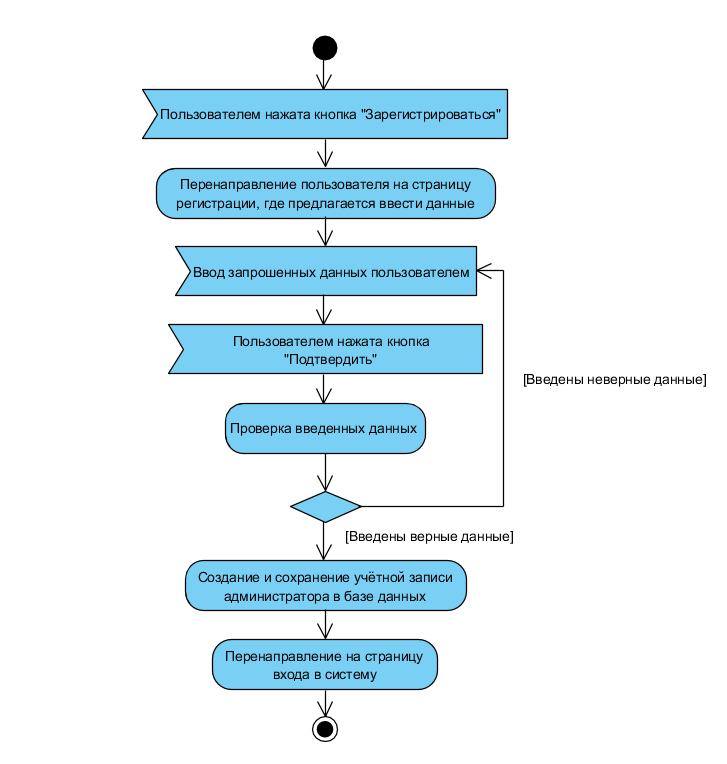 Пользователем нажата кнопка "Зарегистрироваться"
Перенаправление пользователя на страницу
регистрации, где предлагается ввести данные
Ввод запрошенных данных пользователем
Пользователем нажата кнопка
"Подтвердить"
[Введены неверные данные]
Проверка введенных данных
[Введены верные данные]
Создание и сохранение учётной записи
администратора в базе данных
Перенаправление на страницу
входа в систему